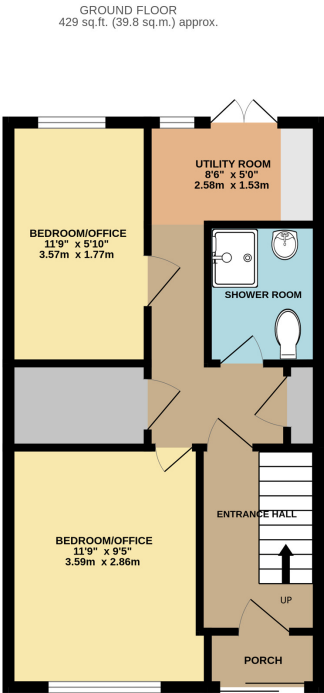 GROUND FLOOR
429 sq.ft. (39.8 sq.m.) approx.
UTILITY ROOM
8'6" x 5'0"
2.58m x 1.53m
BEDROOM/OFFICE
11'9" x 5'10"
3.57m x 1.77m
SHOWER ROOM
ENTRANCE HALL
BEDROOM/OFFICE
11'9" x 9'5"
3.59m x 2.86m
UP
PORCH